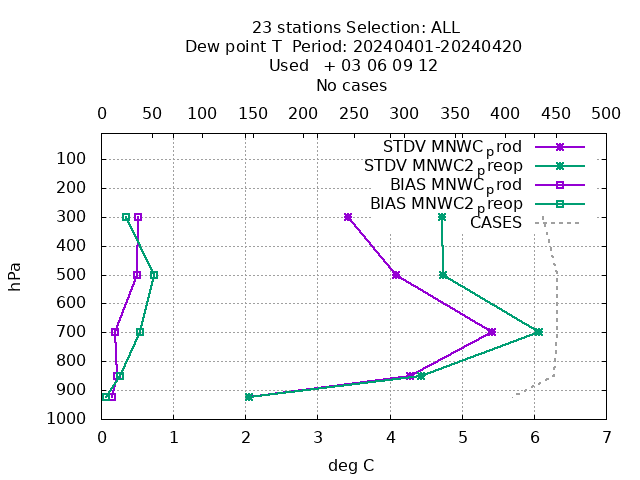 23 stations Selection: ALL
Dew point T  Period: 20240401-20240420
Used   + 03 06 09 12
No cases
0 50 100 150 200 250 300 350 400 450 500
STDV MNWC_prod
STDV MNWC2_preop
BIAS MNWC_prod
BIAS MNWC2_preop
CASES
hPa
100
200
300
400
500
600
700
800
900
1000
0 1 2 3 4 5 6 7
deg C